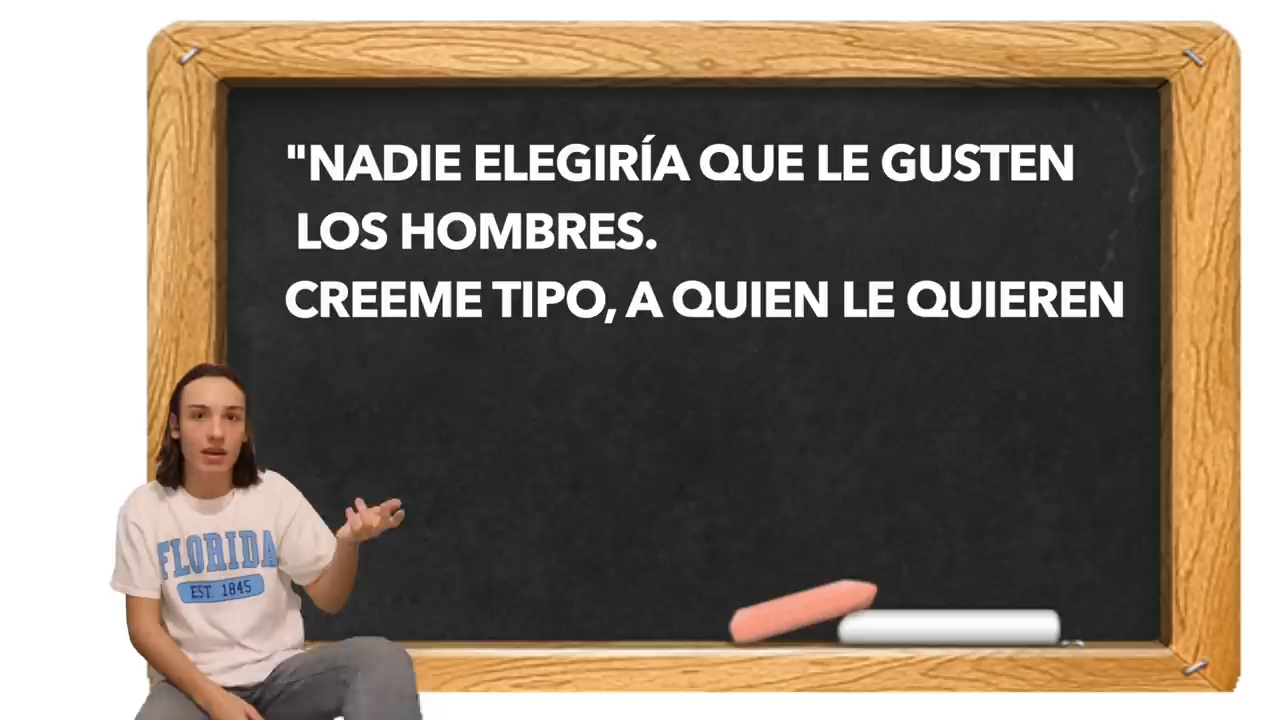 "NADIE ELEGIRÍA QUE LE GUSTEN
LOS HOMBRES.
CREEME TIPO, A QUIEN LE QUIEREN
FLORIDA
EST. 1845